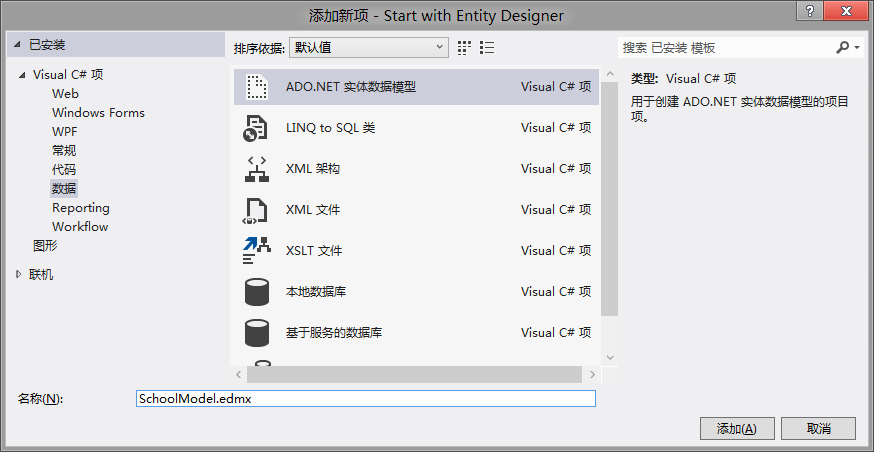 添加新项 - Start with Entity Designer
?
已安装
排序依据: 默认值
搜索 已安装 模板
Visual C# 项
Web
Windows Forms
WPF
常规
代码
数据
Reporting
Workflow
图形
联机
ADO.NET 实体数据模型 Visual C# 项
LINQ to SQL 类 Visual C# 项
XML 架构 Visual C# 项
XML 文件 Visual C# 项
XSLT 文件 Visual C# 项
本地数据库 Visual C# 项
基于服务的数据库 Visual C# 项
类型: Visual C# 项
用于创建 ADO.NET 实体数据模型的项目
项。
名称(N): SchoolModel.edmx
添加(A) 取消